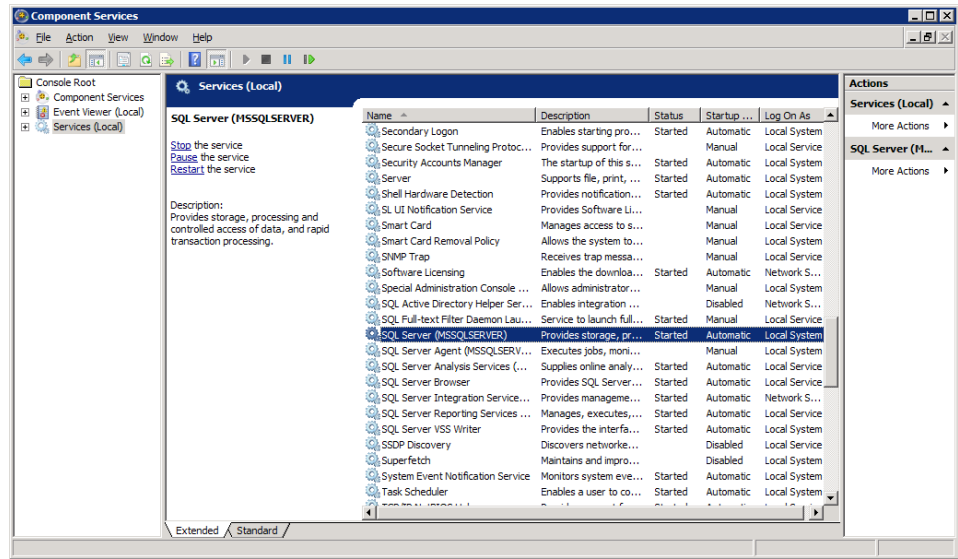 Component Services
File Action View Window Help
Console Root
Component Services
Event Viewer (Local)
Services (Local)
Services (Local)
SQL Server (MSSQLSERVER)
Stop the service
Pause the service
Restart the service
Description:
Provides storage, processing and
controlled access of data, and rapid
transaction processing.
Name Description Status Startup ... Log On As
Secondary Logon Enables starting pro... Started Automatic Local System
Secure Socket Tunneling Protoc... Provides support for... Manual Local Service
Security Accounts Manager The startup of this s... Started Automatic Local System
Server Supports file, print, ... Started Automatic Local System
Shell Hardware Detection Provides notification... Started Automatic Local System
SL UI Notification Service Provides Software Li... Manual Local Service
Smart Card Manages access to s... Manual Local Service
Smart Card Removal Policy Allows the system to... Manual Local System
SNMP Trap Receives trap messa... Manual Local Service
Software Licensing Enables the downloa... Started Automatic Network S...
Special Administration Console ... Allows administrator... Manual Local System
SQL Active Directory Helper Ser... Enables integration ... Disabled Network S...
SQL Full-text Filter Daemon Lau... Service to launch full... Started Manual Local Service
SQL Server (MSSQLSERVER) Provides storage, pr... Started Automatic Local System
SQL Server Agent (MSSQLSERV... Executes jobs, moni... Manual Local System
SQL Server Analysis Services (... Supplies online analy... Started Automatic Local Service
SQL Server Browser Provides SQL Server... Started Automatic Local Service
SQL Server Integration Service... Provides manageme... Started Automatic Network S...
SQL Server Reporting Services ... Manages, executes,... Started Automatic Local Service
SQL Server VSS Writer Provides the interfa... Started Automatic Local System
SSDP Discovery Discovers networke... Disabled Local Service
Superfetch Maintains and impro... Disabled Local System
System Event Notification Service Monitors system eve... Started Automatic Local System
Task Scheduler Enables a user to co... Started Automatic Local System
Extended Standard
Actions
Services (Local)
More Actions
SQL Server (M...
More Actions